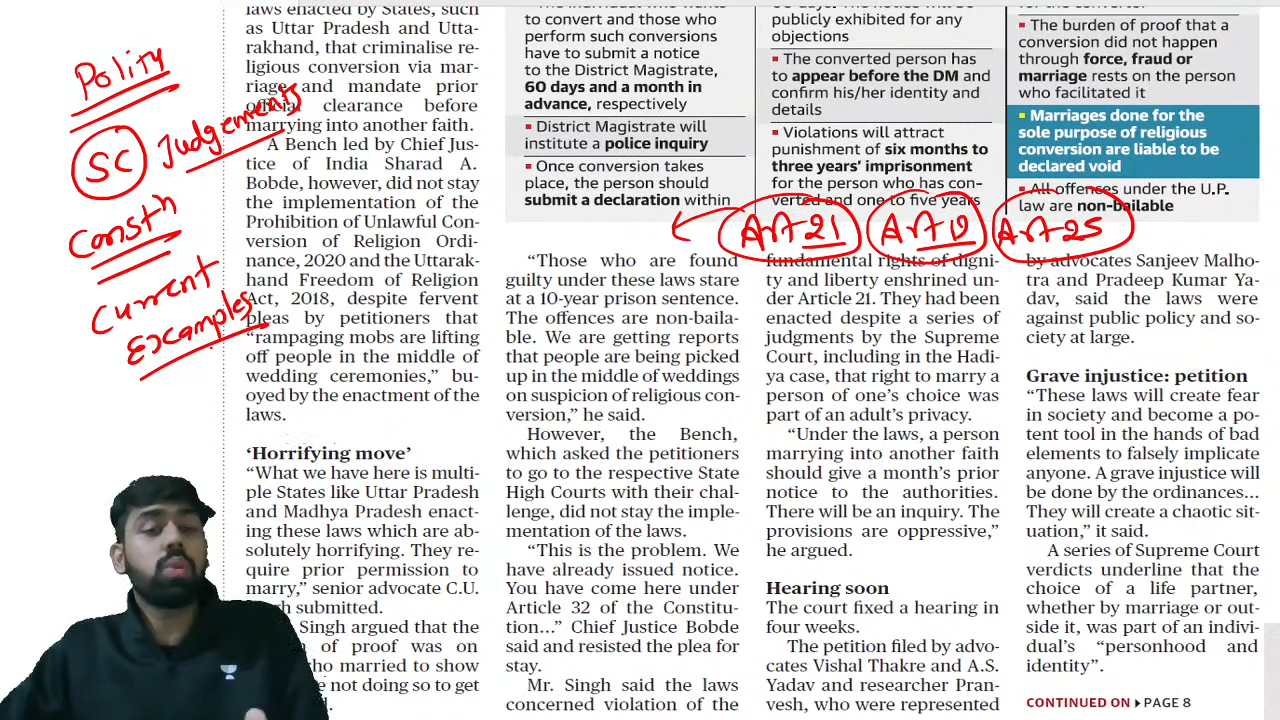 Polity
SC Judgements
Constn
Current
Examples
laws enacted by States, such
as Uttar Pradesh and Utta-
rakhand, that criminalise re-
ligious conversion via mar-
riage and mandate prior
official clearance before
marrying into another faith.
A Bench led by Chief Jus-
tice of India Sharad A.
Bobde, however, did not stay
the implementation of the
Prohibition of Unlawful Con-
version of Religion Ordi-
nance, 2020 and the Uttarak-
hand Freedom of Religion
Act, 2018, despite fervent
pleas by petitioners that
“rampaging mobs are lifting
off people in the middle of
wedding ceremonies,” bu-
oyed by the enactment of the
laws.
‘Horrifying move’
“What we have here is multi-
ple States like Uttar Pradesh
and Madhya Pradesh enact-
ing these laws which are ab-
solutely horrifying. They re-
quire prior permission to
marry,” senior advocate C.U.
submitted.
Singh argued that the
of proof was on
who married to show
not doing so to get
to convert and those who
perform such conversions
have to submit a notice
to the District Magistrate,
60 days and a month in
advance, respectively
District Magistrate will
institute a police inquiry
Once conversion takes
place, the person should
submit a declaration within
publicly exhibited for any
objections
The converted person has
to appear before the DM and
confirm his/her identity and
details
Violations will attract
punishment of six months to
three years’ imprisonment
for the person who has con-
verted and one to five years
The burden of proof that a
conversion did not happen
through force, fraud or
marriage rests on the person
who facilitated it
Marriages done for the
sole purpose of religious
conversion are liable to be
declared void
All offences under the U.P.
law are non-bailable
Art 21 Art 19 Art 25
“Those who are found
guilty under these laws stare
at a 10-year prison sentence.
The offences are non-baila-
ble. We are getting reports
that people are being picked
up in the middle of weddings
on suspicion of religious con-
version,” he said.
However, the Bench,
which asked the petitioners
to go to the respective State
High Courts with their chal-
lenge, did not stay the imple-
mentation of the laws.
“This is the problem. We
have already issued notice.
You have come here under
Article 32 of the Constitu-
tion...” Chief Justice Bobde
said and resisted the plea for
stay.
Mr. Singh said the laws
concerned violation of the
fundamental rights of digni-
ty and liberty enshrined un-
der Article 21. They had been
enacted despite a series of
judgments by the Supreme
Court, including in the Hadi-
ya case, that right to marry a
person of one’s choice was
part of an adult’s privacy.
“Under the laws, a person
marrying into another faith
should give a month’s prior
notice to the authorities.
There will be an inquiry. The
provisions are oppressive,”
he argued.
Hearing soon
The court fixed a hearing in
four weeks.
The petition filed by advo-
cates Vishal Thakre and A.S.
Yadav and researcher Pran-
vesh, who were represented
by advocates Sanjeev Malho-
tra and Pradeep Kumar Ya-
dav, said the laws were
against public policy and so-
ciety at large.
Grave injustice: petition
“These laws will create fear
in society and become a po-
tent tool in the hands of bad
elements to falsely implicate
anyone. A grave injustice will
be done by the ordinances...
They will create a chaotic sit-
uation,” it said.
A series of Supreme Court
verdicts underline that the
choice of a life partner,
whether by marriage or out-
side it, was part of an indivi-
dual’s “personhood and
identity”.
CONTINUED ON PAGE 8